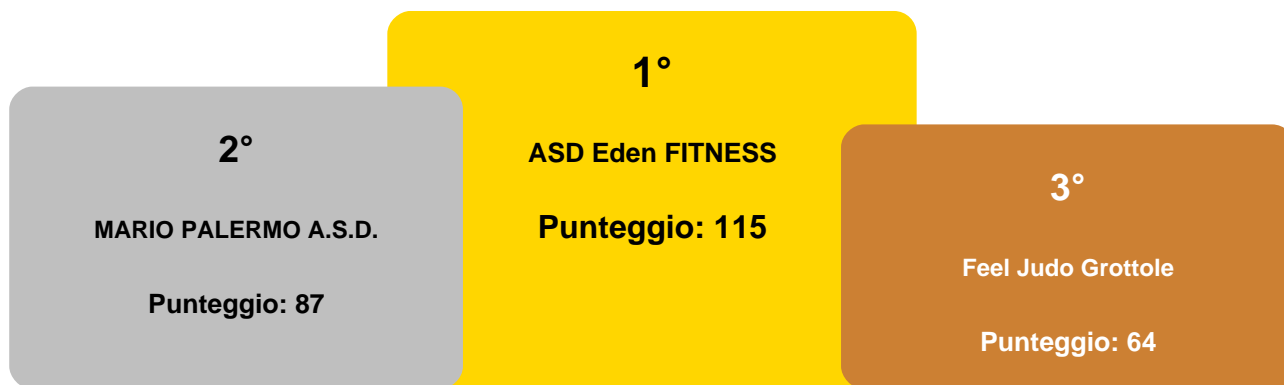 1°
ASD Eden FITNESS
Punteggio: 115
2°
MARIO PALERMO A.S.D.
Punteggio: 87
3°
Feel Judo Grottole
Punteggio: 64